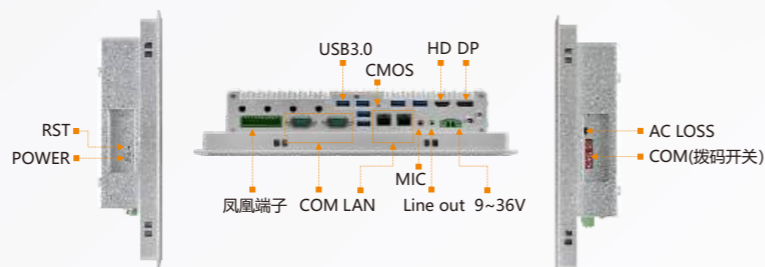 USB3.0
HD DP
CMOS
RST
POWER
AC LOSS
COM(拨码开关)
MIC
凤凰端子 COM LAN
Line out 9~36V